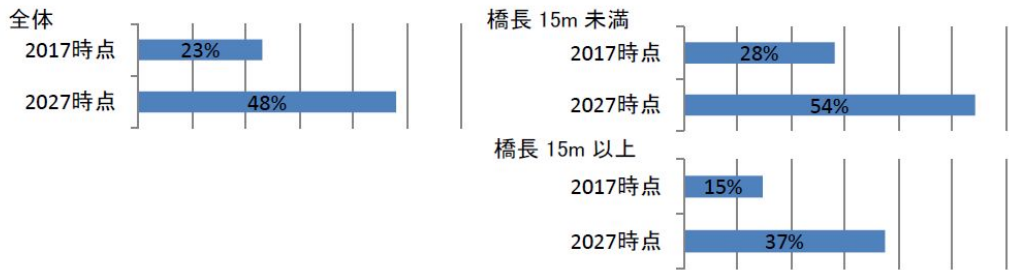 全体
2017時点 23%
2027時点 48%
橋長 15m 未満
2017時点 28%
2027時点 54%
橋長 15m 以上
2017時点 15%
2027時点 37%